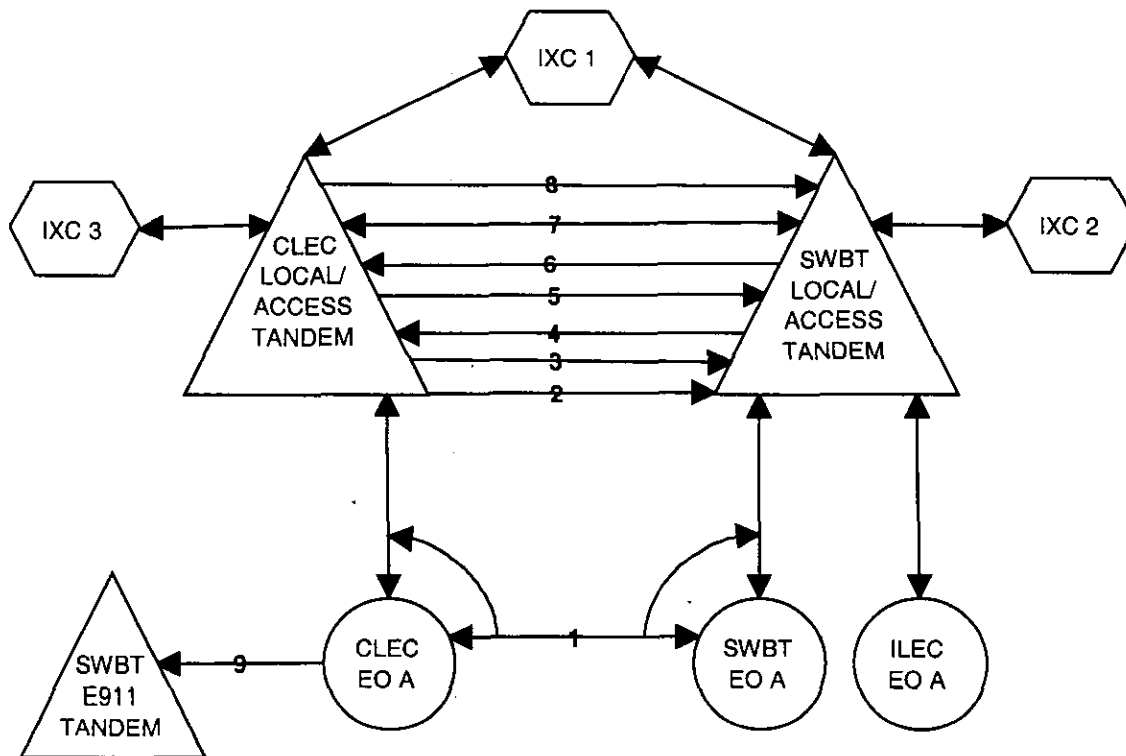 IXC 1
IXC 3
IXC 2
8
7
6
5
4
3
2
CLEC
LOCAL/
ACCESS
TANDEM
SWBT
LOCAL/
ACCESS
TANDEM
1
9
SWBT
E911
TANDEM
CLEC
EO A
SWBT
EO A
ILEC
EO A